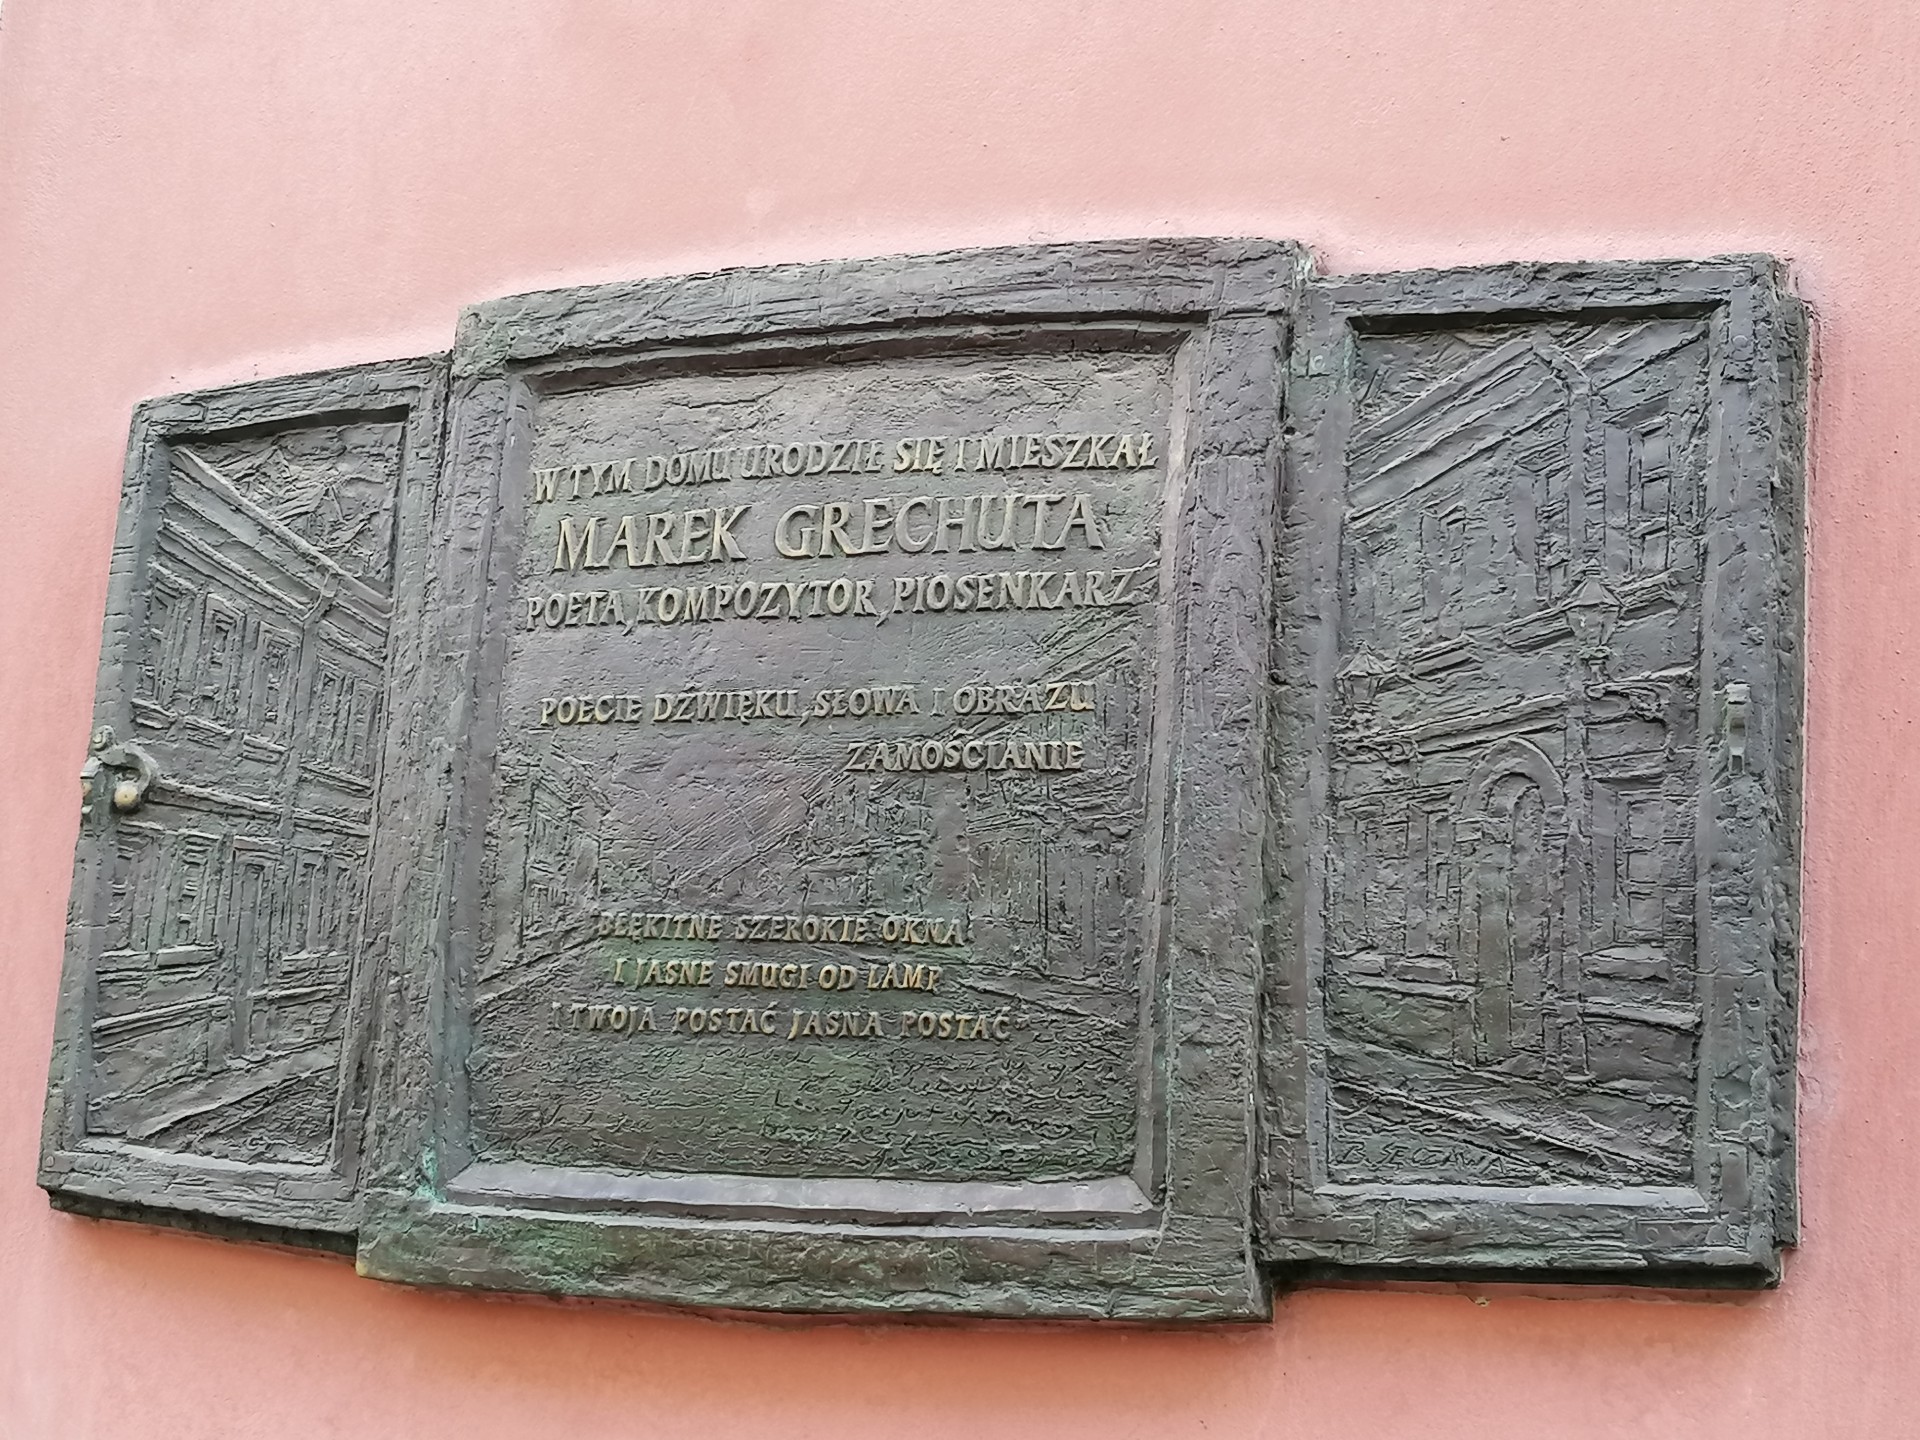 W TYM DOMU URODZIŁ SIĘ I MIESZKAŁ
MAREK GRECHUTA
POETA, KOMPOZYTOR, PIOSENKARZ
POECIE DŹWIĘKU, SŁOWA I OBRAZU
ZAMOŚCIANIE
BŁĘKITNE SZEROKIE OKNA
I JASNE SMUGI OD LAMP
I TWOJA POSTAĆ JASNA POSTAĆ
B. SĘCZAWA